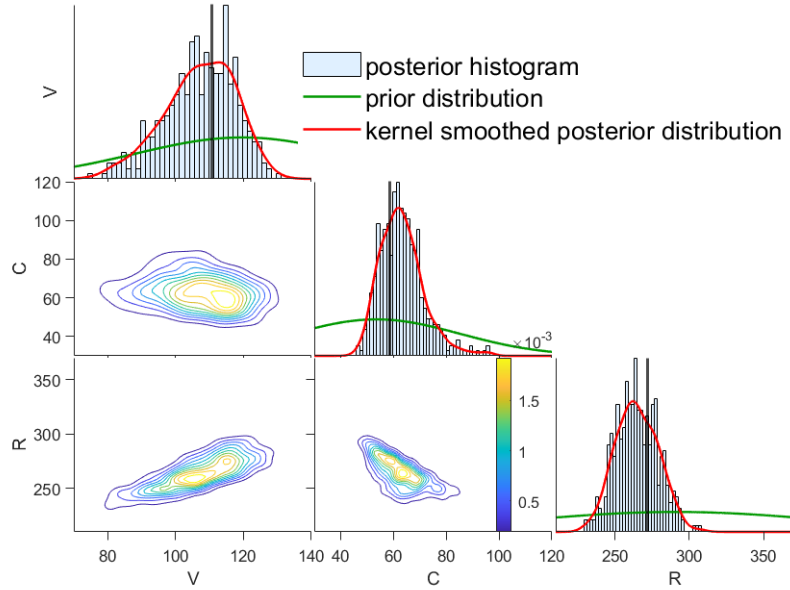 V
posterior histogram
prior distribution
kernel smoothed posterior distribution
120
100
80
60
40
C
×10-3
1.5
1
0.5
350
300
250
R
80 100 120 140
V
40 60 80 100 120
C
250 300 350
R